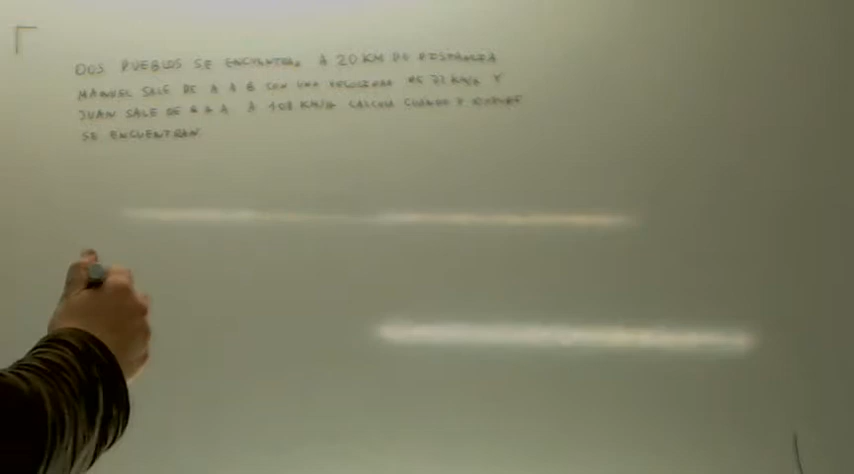 DOS PUEBLOS SE ENCUENTRAN A 20 KM DE DISTANCIA
MANUEL SALE DE A A B CON UNA VELOCIDAD DE 72 KM/H Y
JUAN SALE DE B A A A 108 KM/H CALCULA CUANDO Y DONDE
SE ENCUENTRAN